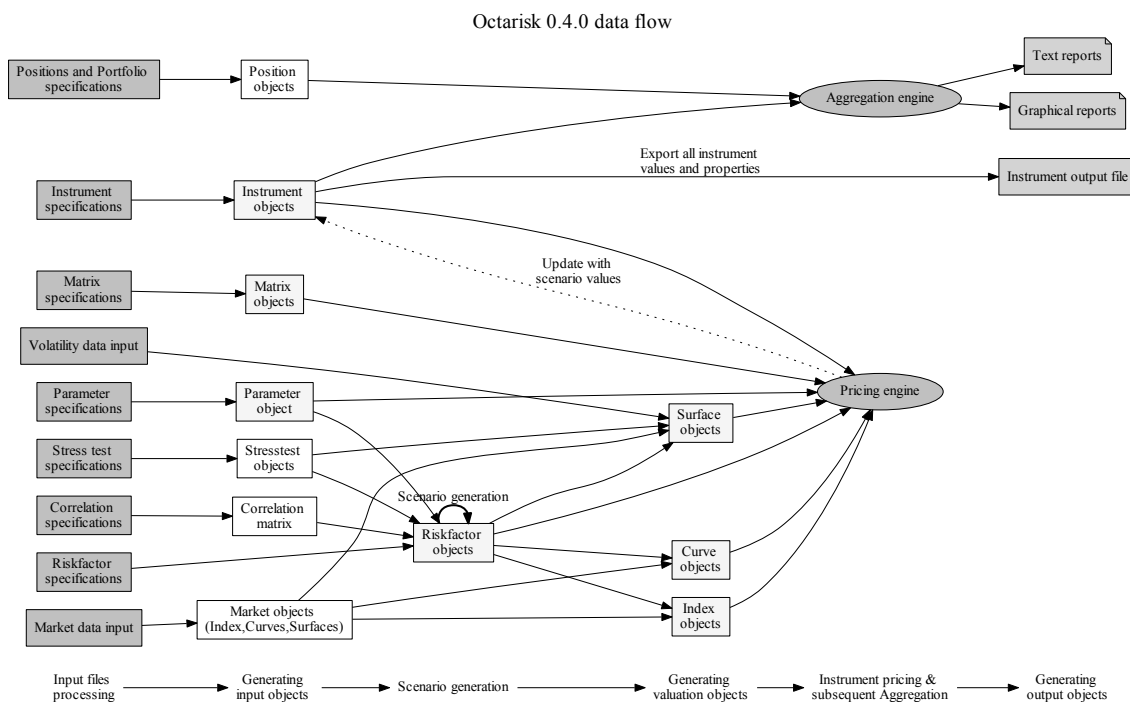 Octarisk 0.4.0 data flow
Positions and Portfolio
specifications
Position
objects
Aggregation engine
Text reports
Graphical reports
Export all instrument
values and properties
Instrument output file
Instrument
specifications
Instrument
objects
Update with
scenario values
Matrix
specifications
Matrix
objects
Volatility data input
Parameter
specifications
Parameter
object
Pricing engine
Surface
objects
Stress test
specifications
Stresstest
objects
Correlation
specifications
Correlation
matrix
Scenario generation
Riskfactor
objects
Riskfactor
specifications
Curve
objects
Market data input
Market objects
(Index,Curves,Surfaces)
Index
objects
Input files
processing
Generating
input objects
Scenario generation
Generating
valuation objects
Instrument pricing &
subsequent Aggregation
Generating
output objects